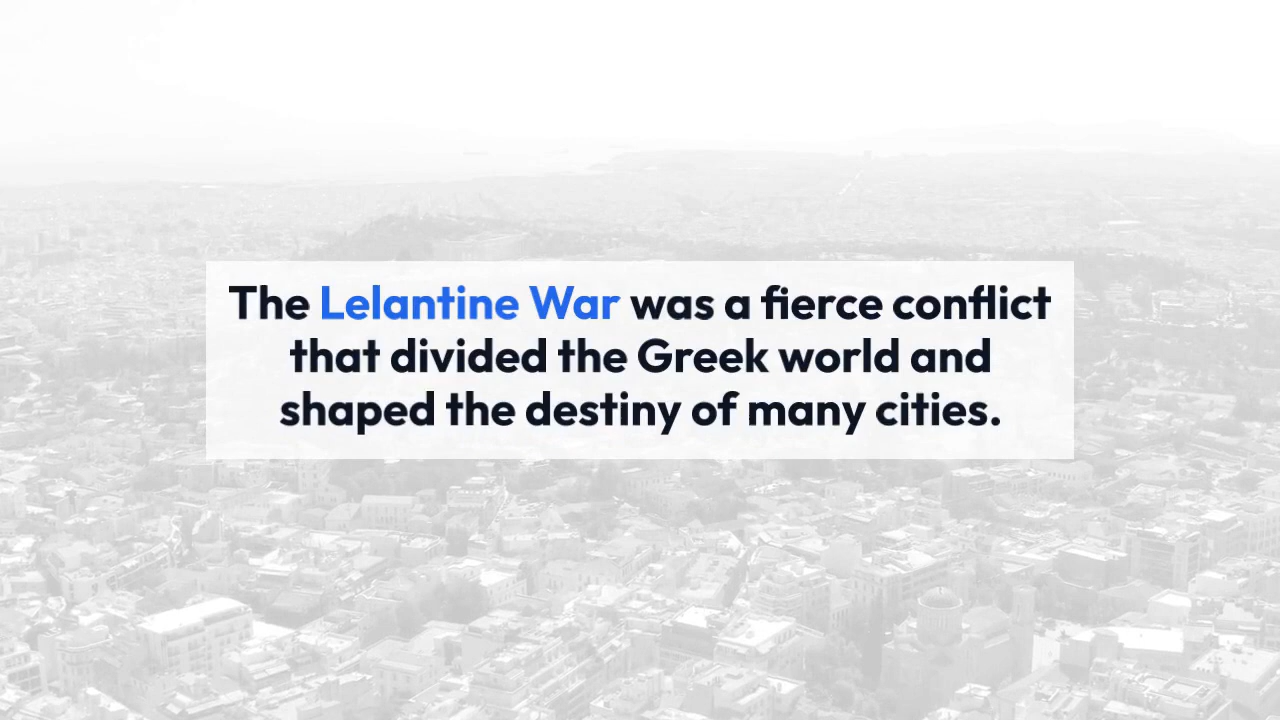 The Lelantine War was a fierce conflict
that divided the Greek world and
shaped the destiny of many cities.